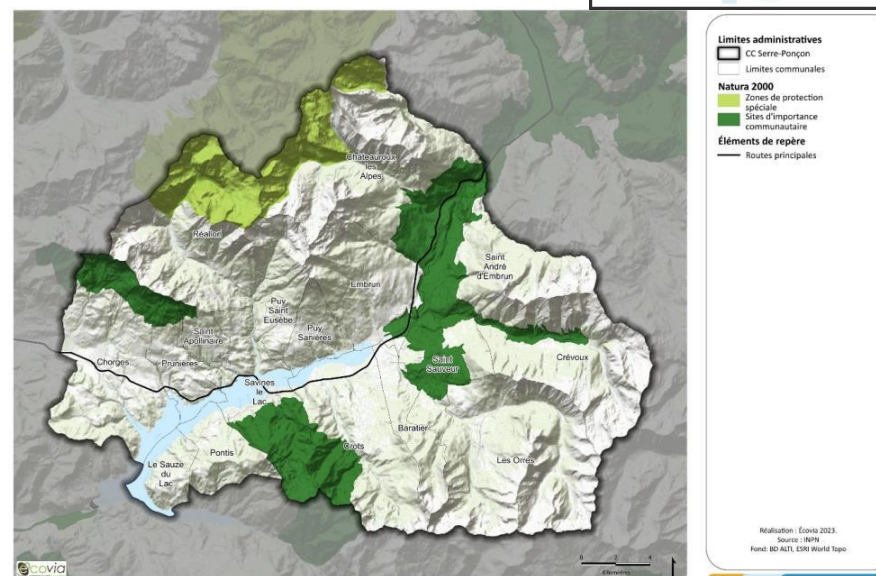 Limites administratives
CC Serre-Ponçon
Limites communales
Natura 2000
Zones de protection
spéciale
Sites d'importance
communautaire
Éléments de repère
Routes principales
Châteauroux
les
Alpes
Réallon
Saint
André
d'Embrun
Embrun
Puy
Saint
Eusèbe
Puy
Sanières
Saint
Apollinaire
Chorges
Prunières
Saint
Sauveur
Crévoux
Savines
le
Lac
Baratier
Crots
Pontis
Les Orres
Le Sauze
du
Lac
0 2 4
Kilomètres
ecovia
Réalisation : Écovia 2023.
Source : INPN
Fond: BD ALTI, ESRI World Topo